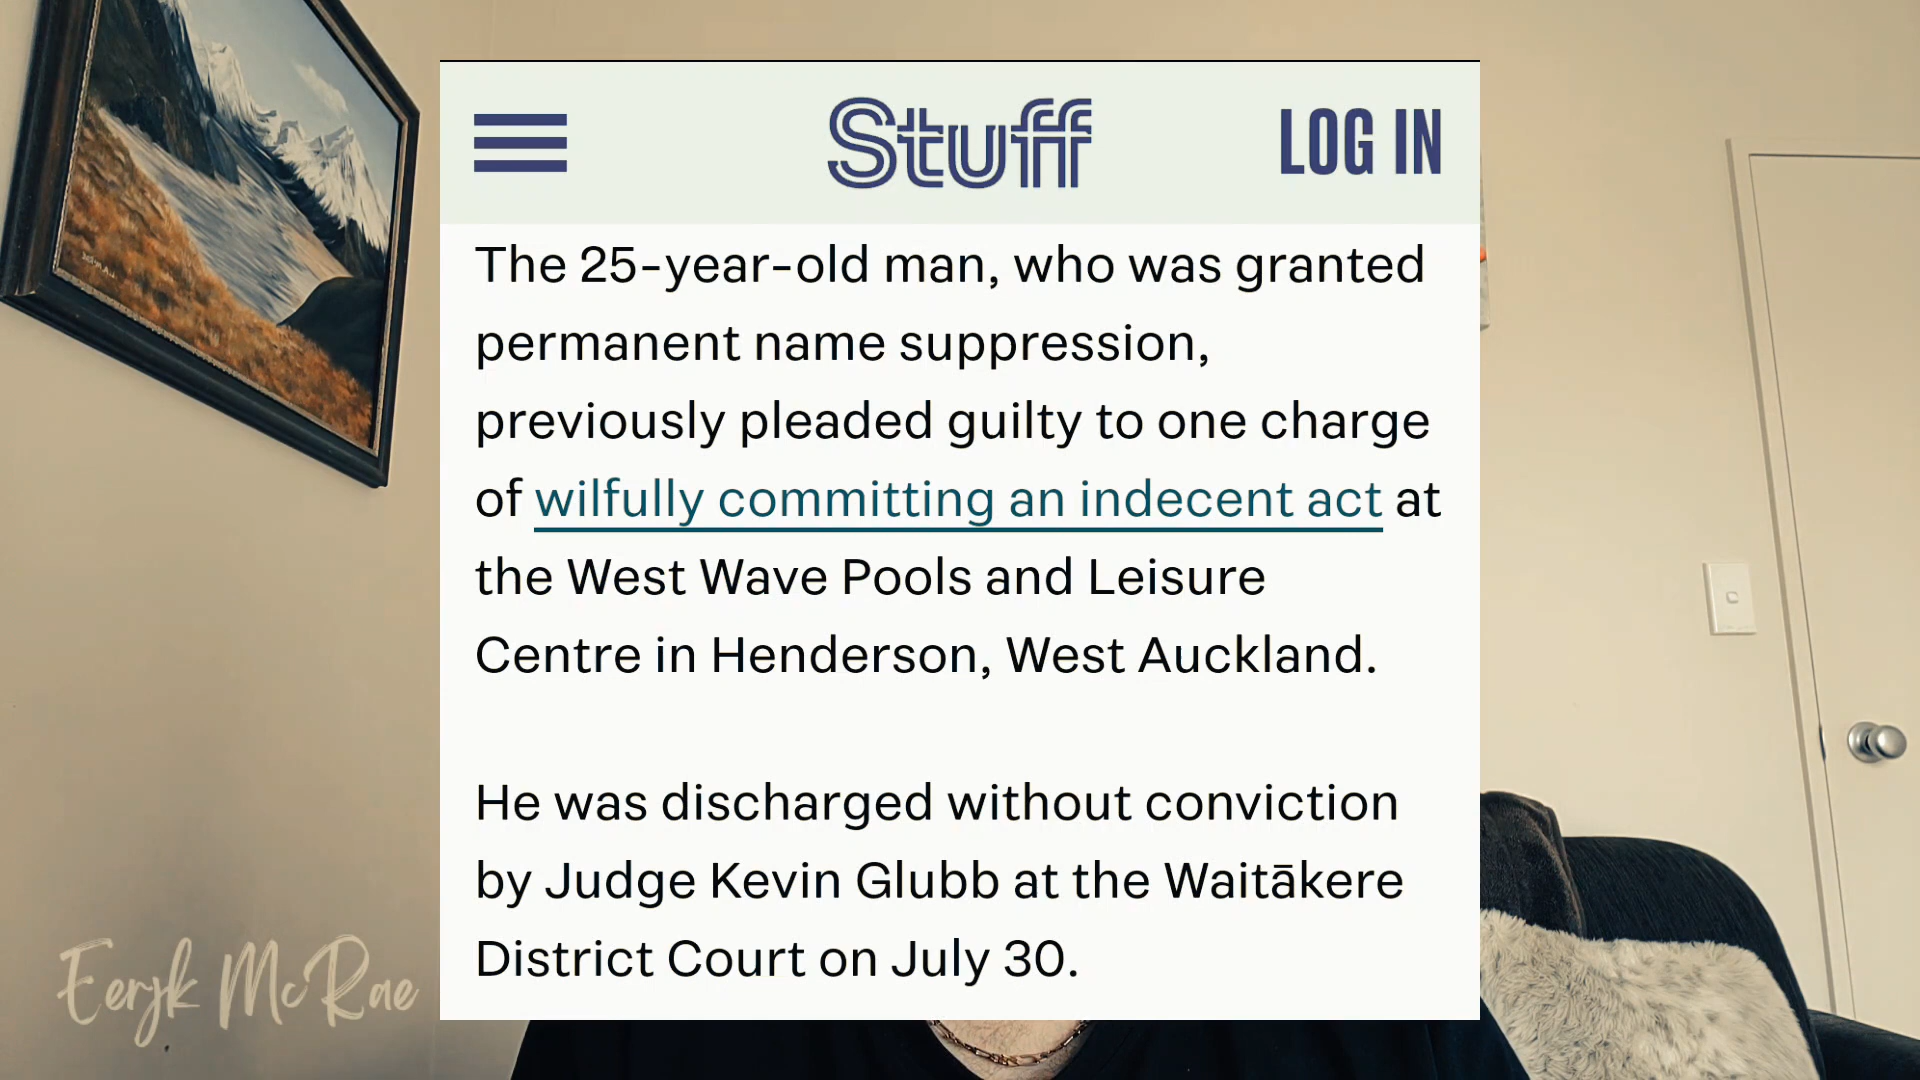 Stuff
LOG IN
The 25-year-old man, who was granted
permanent name suppression,
previously pleaded guilty to one charge
of wilfully committing an indecent act at
the West Wave Pools and Leisure
Centre in Henderson, West Auckland.
He was discharged without conviction
by Judge Kevin Glubb at the Waitākere
District Court on July 30.
Eeryk McRae